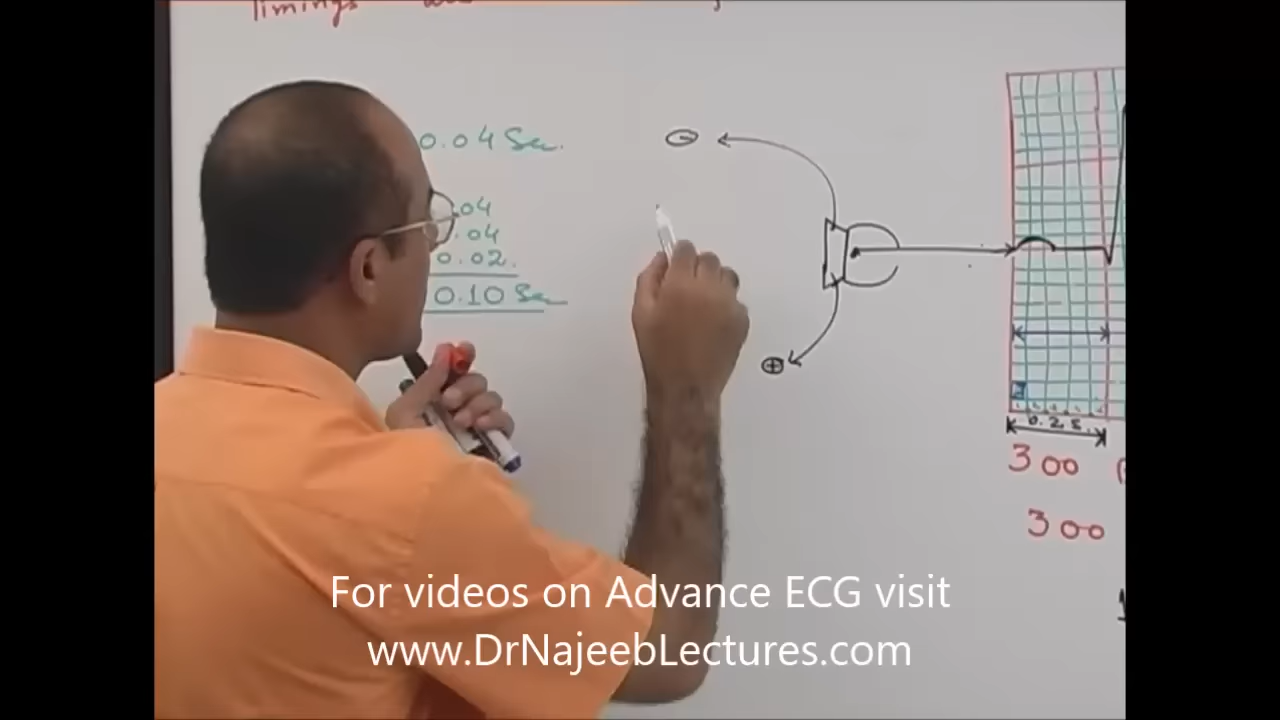 Timings
0.04 Sec.
.04
.04
0.02.
0.10 Sec
0.2 s.
300
300
For videos on Advance ECG visit
www.DrNajeebLectures.com